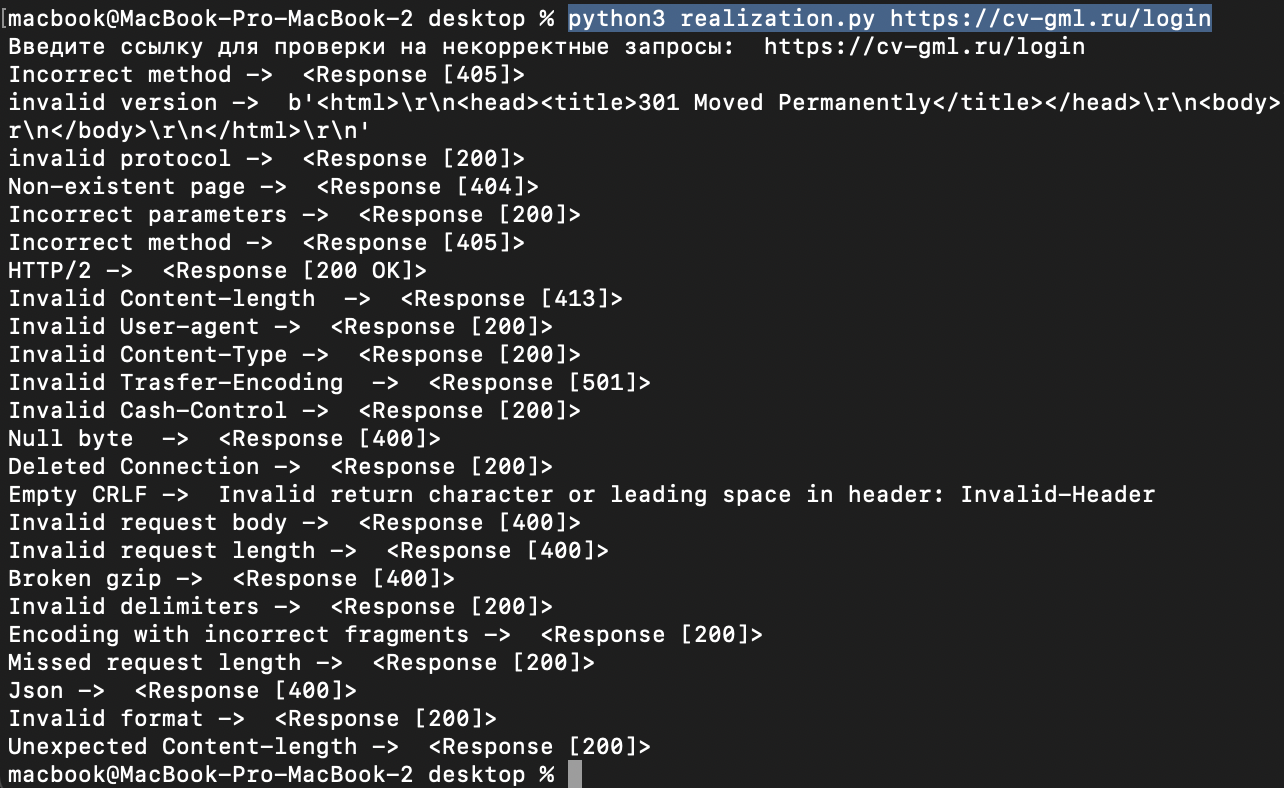 [macbook@MacBook-Pro-MacBook-2 desktop % python3 realization.py https://cv-gml.ru/login
Введите ссылку для проверки на некорректные запросы:  https://cv-gml.ru/login
Incorrect method ->  <Response [405]>
invalid version ->  b'<html>\r\n<head><title>301 Moved Permanently</title></head>\r\n<body>
r\n</body>\r\n</html>\r\n'
invalid protocol ->  <Response [200]>
Non-existent page ->  <Response [404]>
Incorrect parameters ->  <Response [200]>
Incorrect method ->  <Response [405]>
HTTP/2 ->  <Response [200 OK]>
Invalid Content-length  ->  <Response [413]>
Invalid User-agent ->  <Response [200]>
Invalid Content-Type ->  <Response [200]>
Invalid Trasfer-Encoding  ->  <Response [501]>
Invalid Cash-Control ->  <Response [200]>
Null byte  ->  <Response [400]>
Deleted Connection ->  <Response [200]>
Empty CRLF ->  Invalid return character or leading space in header: Invalid-Header
Invalid request body ->  <Response [400]>
Invalid request length ->  <Response [400]>
Broken gzip ->  <Response [400]>
Invalid delimiters ->  <Response [200]>
Encoding with incorrect fragments ->  <Response [200]>
Missed request length ->  <Response [200]>
Json ->  <Response [400]>
Invalid format ->  <Response [200]>
Unexpected Content-length ->  <Response [200]>
macbook@MacBook-Pro-MacBook-2 desktop %